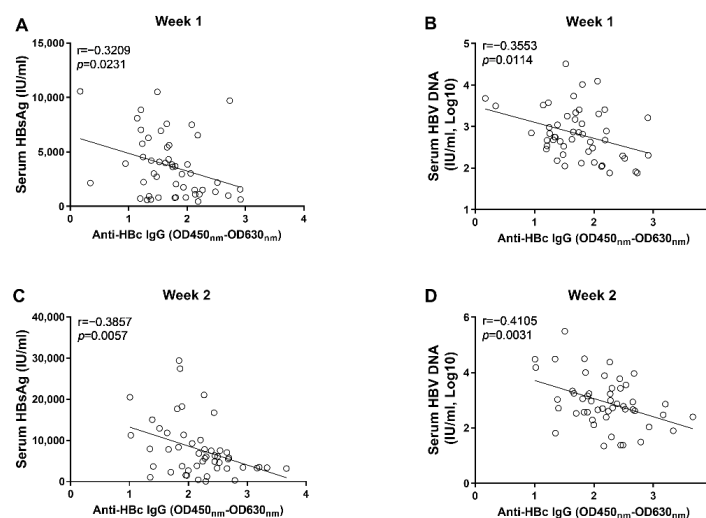 A
Week 1
r=−0.3209
p=0.0231
Serum HBsAg (IU/ml)
15,000
10,000
5,000
0
0
1
2
3
4
Anti-HBc IgG (OD450nm-OD630nm)
B
Week 1
r=−0.3553
p=0.0114
Serum HBV DNA
(IU/ml, Log10)
5
4
3
2
1
0
1
2
3
4
Anti-HBc IgG (OD450nm-OD630nm)
C
Week 2
r=−0.3857
p=0.0057
Serum HBsAg (IU/ml)
40,000
30,000
20,000
10,000
0
0
1
2
3
4
Anti-HBc IgG (OD450nm-OD630nm)
D
Week 2
r=−0.4105
p=0.0031
Serum HBV DNA
(IU/ml, Log10)
6
4
2
0
0
1
2
3
Anti-HBc IgG (OD450nm-OD630nm)